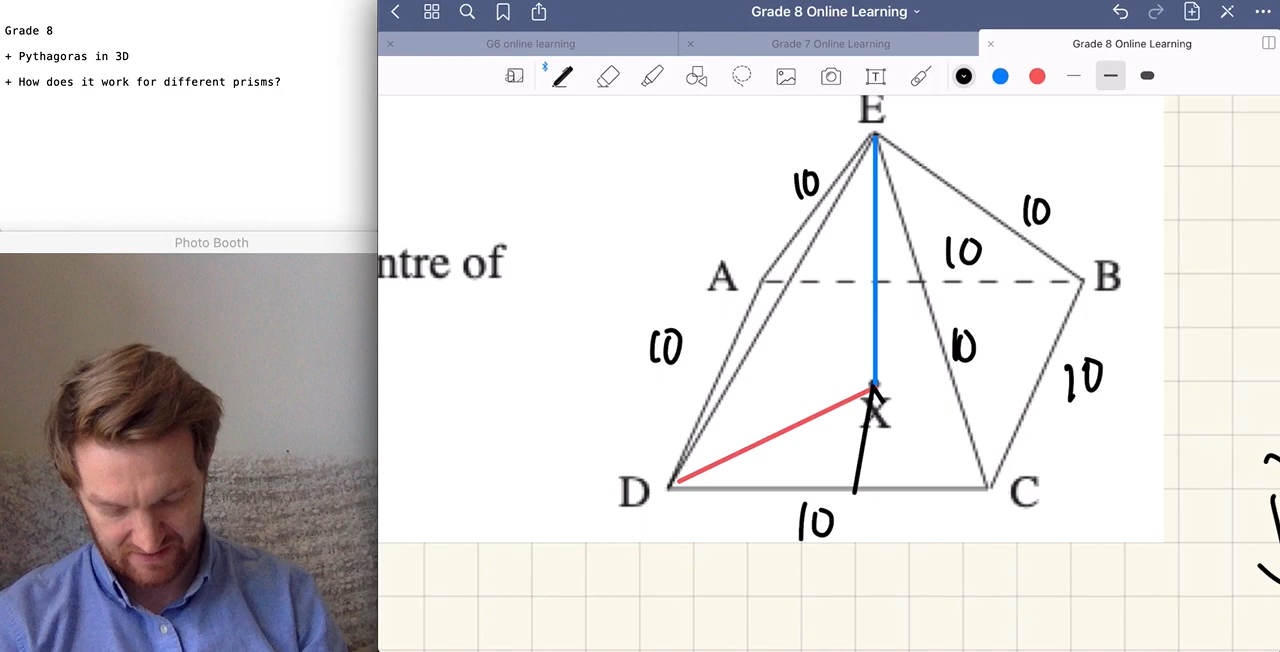 Grade 8
+ Pythagoras in 3D
+ How does it work for different prisms?
Photo Booth
Grade 8 Online Learning
G6 online learning
Grade 7 Online Learning
Grade 8 Online Learning
T
E
10
10
ntre of
10
A
B
10
10
10
X
D
C
10